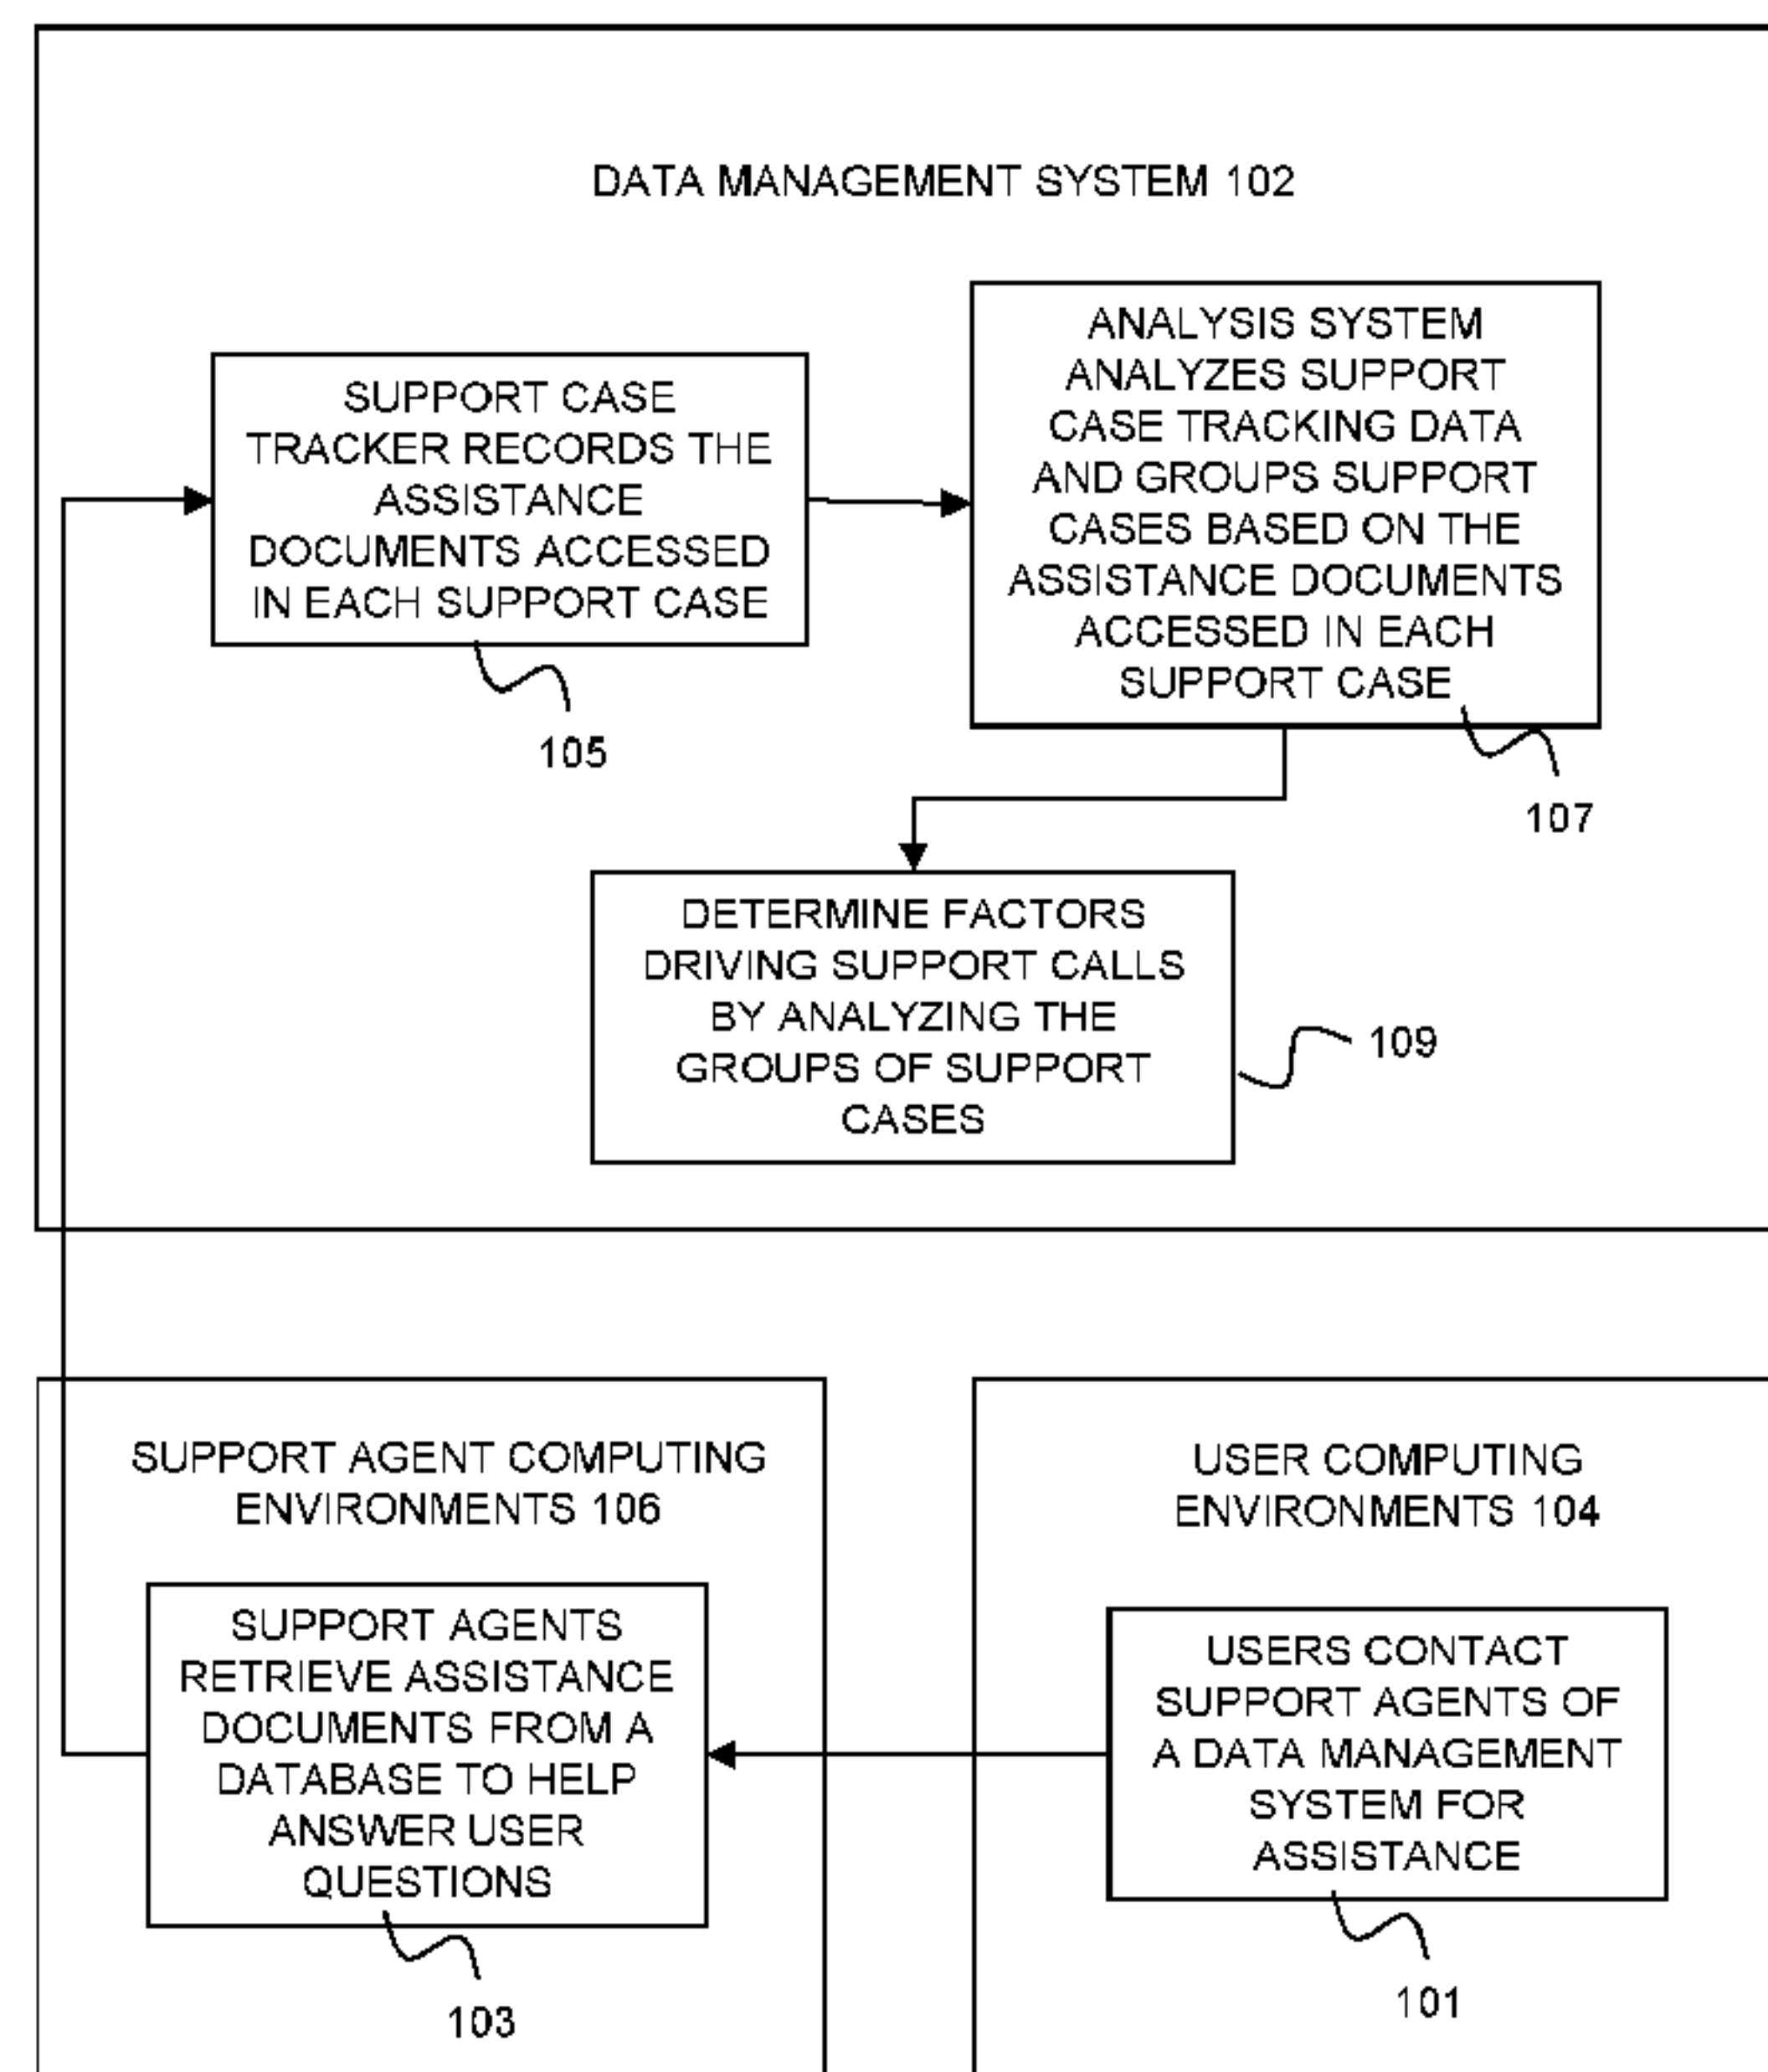 DATA MANAGEMENT SYSTEM 102
SUPPORT CASE
TRACKER RECORDS THE
ASSISTANCE
DOCUMENTS ACCESSED
IN EACH SUPPORT CASE
105
ANALYSIS SYSTEM
ANALYZES SUPPORT
CASE TRACKING DATA
AND GROUPS SUPPORT
CASES BASED ON THE
ASSISTANCE DOCUMENTS
ACCESSED IN EACH
SUPPORT CASE
107
DETERMINE FACTORS
DRIVING SUPPORT CALLS
BY ANALYZING THE
GROUPS OF SUPPORT
CASES
109
SUPPORT AGENT COMPUTING
ENVIRONMENTS 106
SUPPORT AGENTS
RETRIEVE ASSISTANCE
DOCUMENTS FROM A
DATABASE TO HELP
ANSWER USER
QUESTIONS
103
USER COMPUTING
ENVIRONMENTS 104
USERS CONTACT
SUPPORT AGENTS OF
A DATA MANAGEMENT
SYSTEM FOR
ASSISTANCE
101